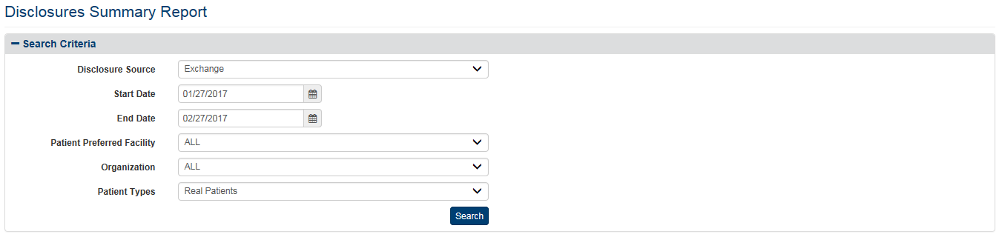 Disclosures Summary Report
Search Criteria
Disclosure Source Exchange
Start Date 01/27/2017
End Date 02/27/2017
Patient Preferred Facility ALL
Organization ALL
Patient Types Real Patients
Search